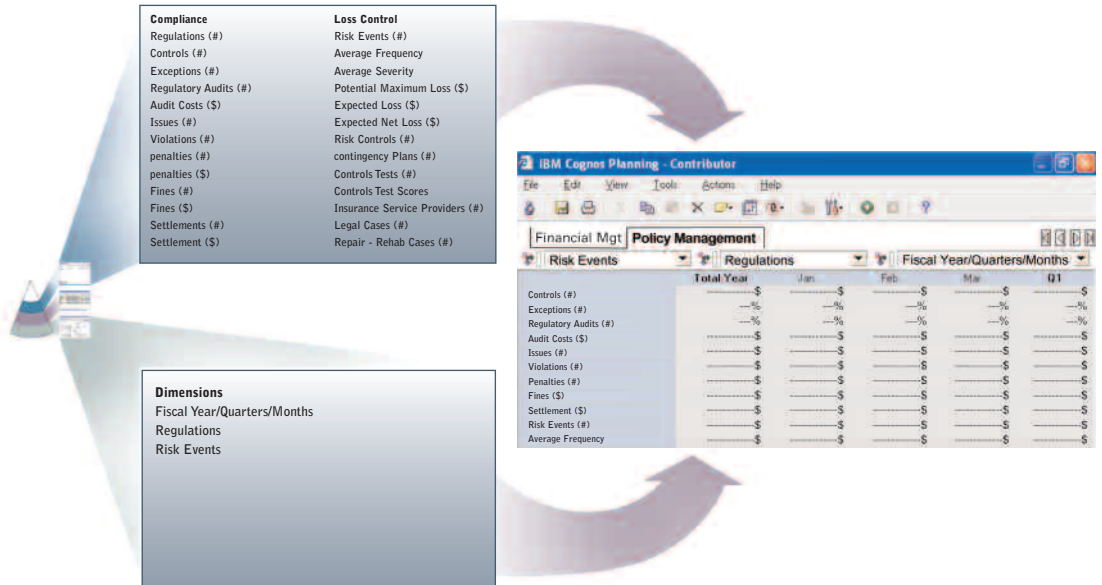 Compliance
Regulations (#)
Controls (#)
Exceptions (#)
Regulatory Audits (#)
Audit Costs ($)
Issues (#)
Violations (#)
penalties (#)
penalties ($)
Fines (#)
Fines ($)
Settlements (#)
Settlement ($)
Loss Control
Risk Events (#)
Average Frequency
Average Severity
Potential Maximum Loss ($)
Expected Loss ($)
Expected Net Loss ($)
Risk Controls (#)
contingency Plans (#)
Controls Tests (#)
Controls Test Scores
Insurance Service Providers (#)
Legal Cases (#)
Repair - Rehab Cases (#)
Dimensions
Fiscal Year/Quarters/Months
Regulations
Risk Events
IBM Cognos Planning - Contributor
File Edit View Tools Actions Help
Financial Mgt Policy Management
Risk Events Regulations Fiscal Year/Quarters/Months
Total Year Jan Feb Mar Q1
Controls (#) $ $ $ $ $
Exceptions (#) % % % % %
Regulatory Audits (#) % % % % %
Audit Costs ($) $ $ $ $ $
Issues (#) $ $ $ $ $
Violations (#) $ $ $ $ $
Penalties (#) $ $ $ $ $
Fines ($) $ $ $ $ $
Settlement ($) $ $ $ $ $
Risk Events (#) $ $ $ $ $
Average Frequency $ $ $ $ $